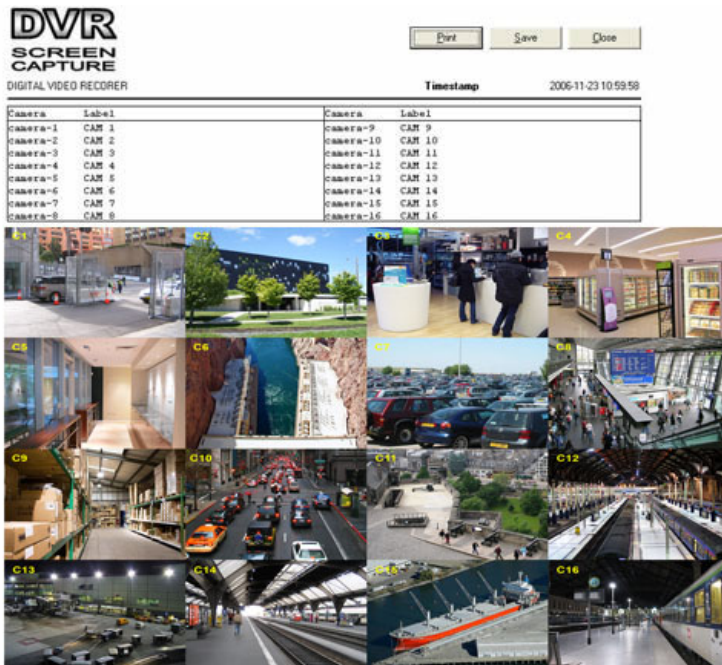 DVR
SCREEN
CAPTURE
Print Save Close
DIGITAL VIDEO RECORER Timestamp 2006-11-23 10:59:58
Camera Label Camera Label
camera-1 CAM 1 camera-9 CAM 9
camera-2 CAM 2 camera-10 CAM 10
camera-3 CAM 3 camera-11 CAM 11
camera-4 CAM 4 camera-12 CAM 12
camera-5 CAM 5 camera-13 CAM 13
camera-6 CAM 6 camera-14 CAM 14
camera-7 CAM 7 camera-15 CAM 15
camera-8 CAM 8 camera-16 CAM 16
C1 C2 C3 C4
C5 C6 C7 C8
C9 C10 C11 C12
C13 C14 C15 C16